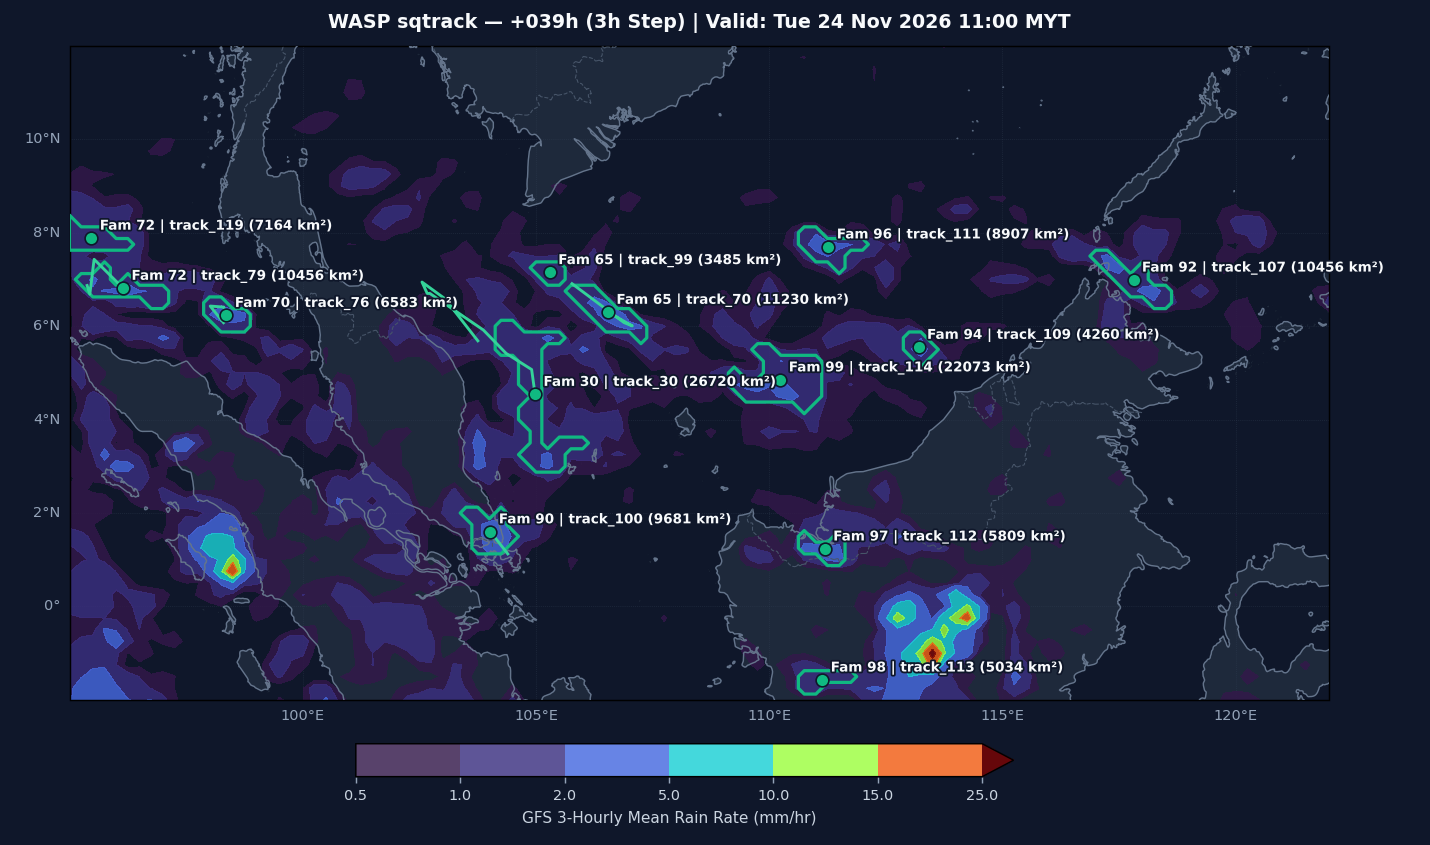 WASP sqtrack — +039h (3h Step) | Valid: Tue 24 Nov 2026 11:00 MYT
10°N
8°N
6°N
4°N
2°N
0°
Fam 72 | track_119 (7164 km²)
Fam 96 | track_111 (8907 km²)
Fam 65 | track_99 (3485 km²)
Fam 92 | track_107 (10456 km²)
Fam 72 | track_79 (10456 km²)
Fam 70 | track_76 (6583 km²)
Fam 65 | track_70 (11230 km²)
Fam 94 | track_109 (4260 km²)
Fam 99 | track_114 (22073 km²)
Fam 30 | track_30 (26720 km²)
Fam 90 | track_100 (9681 km²)
Fam 97 | track_112 (5809 km²)
Fam 98 | track_113 (5034 km²)
100°E 105°E 110°E 115°E 120°E
0.5 1.0 2.0 5.0 10.0 15.0 25.0
GFS 3-Hourly Mean Rain Rate (mm/hr)